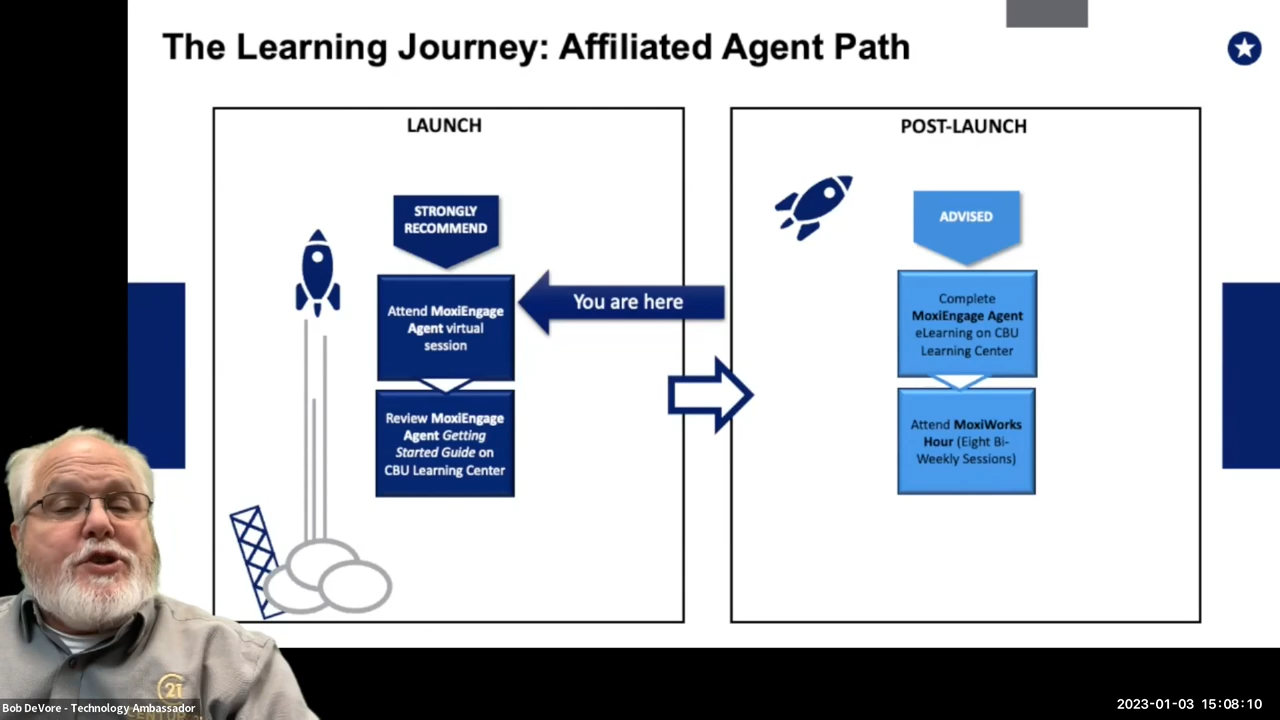 The Learning Journey: Affiliated Agent Path
LAUNCH
STRONGLY
RECOMMEND
Attend MoxiEngage
Agent virtual
session
Review MoxiEngage
Agent Getting
Started Guide on
CBU Learning Center
You are here
POST-LAUNCH
ADVISED
Complete
MoxiEngage Agent
eLearning on CBU
Learning Center
Attend MoxiWorks
Hour (Eight Bi-
Weekly Sessions)
21
Bob DeVore - Technology Ambassador
2023-01-03 15:08:10